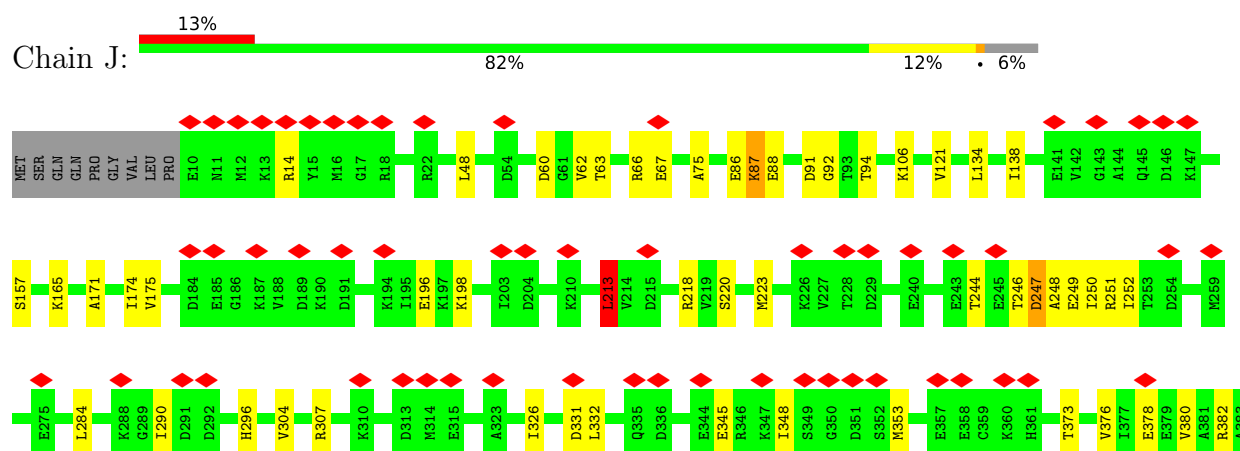 13%
Chain J:
82% 12% • 6%
MET SER GLN GLN PRO GLY VAL LEU PRO E10 N11 M12 K13 R14 Y15 M16 G17 R18 R22 L48 D54 D60 G61 V62 T63 R66 E67 A75 E86 K87 E88 D91 G92 T93 T94 K106 V121 L134 I138 E141 V142 G143 A144 Q145 D146 K147
S157 K165 A171 I174 V175 D184 E185 G186 K187 V188 D189 K190 D191 K194 I195 E196 K197 K198 I203 D204 K210 L213 V214 D215 R218 V219 S220 M223 K226 V227 T228 D229 E240 E243 T244 E245 T246 D247 A248 E249 I250 R251 I252 T253 D254 M259
E275 L284 K288 G289 I290 D291 D292 H296 V304 R307 K310 D313 M314 E315 A323 I326 D331 L332 Q335 D336 E344 E345 R346 K347 I348 S349 G350 D351 S352 M353 E357 E358 C359 K360 H361 T373 V376 I377 E378 E379 V380 A381 R382